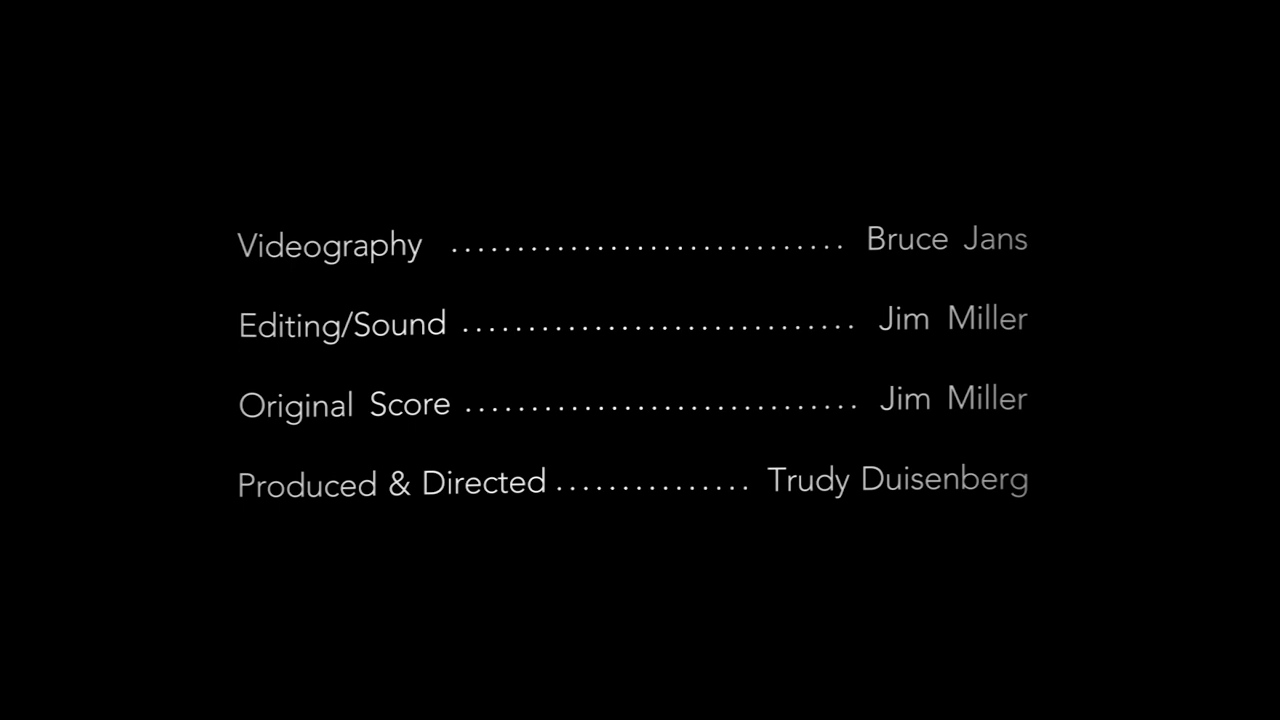 Videography .............................. Bruce Jans
Editing/Sound .............................. Jim Miller
Original Score .............................. Jim Miller
Produced & Directed ............... Trudy Duisenberg